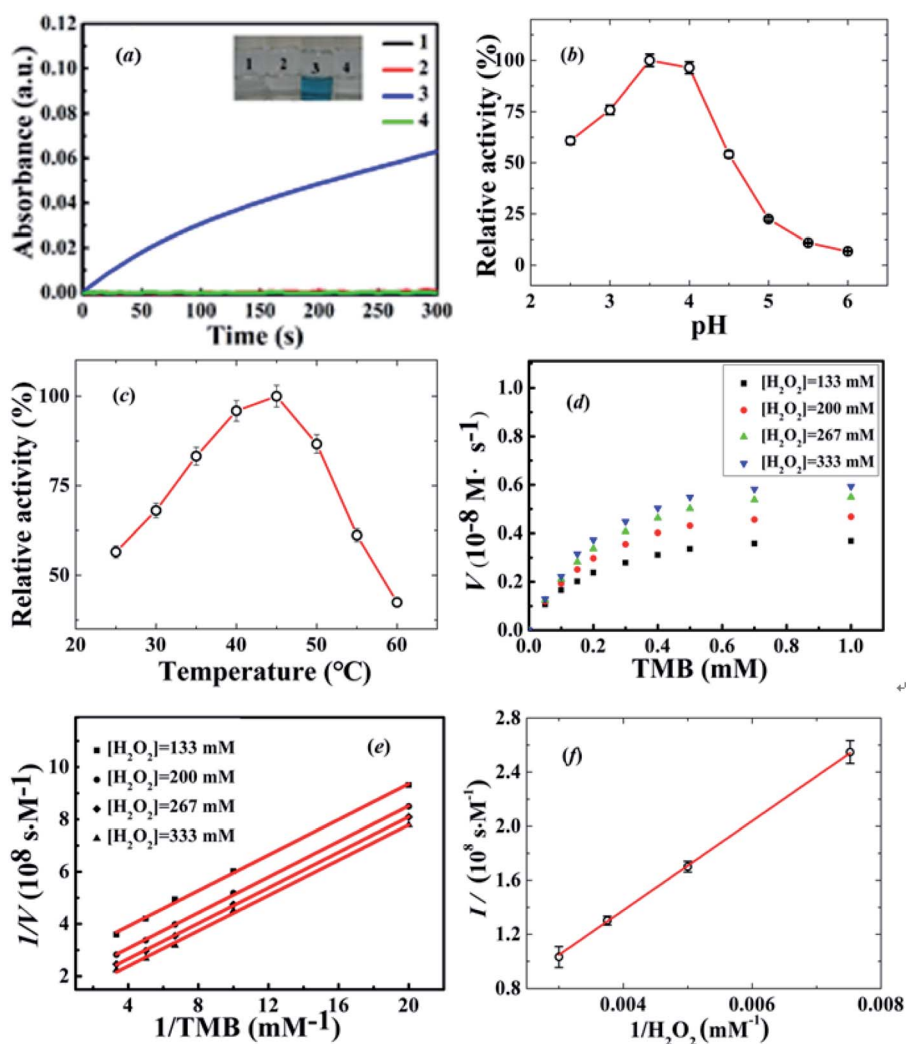 (a)
1 2 3 4
1
2
3
4
0.12
0.10
0.08
0.06
0.04
0.02
0.00
Absorbance (a.u.)
0 50 100 150 200 250 300
Time (s)
(b)
100
75
50
25
0
Relative activity (%)
2 3 4 5 6
pH
(c)
100
75
50
Relative activity (%)
20 30 40 50 60
Temperature (°C)
(d)
[H₂O₂]=133 mM
[H₂O₂]=200 mM
[H₂O₂]=267 mM
[H₂O₂]=333 mM
1.0
0.8
0.6
0.4
0.2
0.0
V (10⁻⁸ M· s⁻¹)
0.0 0.2 0.4 0.6 0.8 1.0
TMB (mM)
↵
(e)
[H₂O₂]=133 mM
[H₂O₂]=200 mM
[H₂O₂]=267 mM
[H₂O₂]=333 mM
10
8
6
4
2
1/V (10⁸ s·M⁻¹)
4 8 12 16 20
1/TMB (mM⁻¹)
(f)
2.8
2.4
2.0
1.6
1.2
0.8
I / (10⁸ s·M⁻¹)
0.004 0.006 0.008
1/H₂O₂ (mM⁻¹)